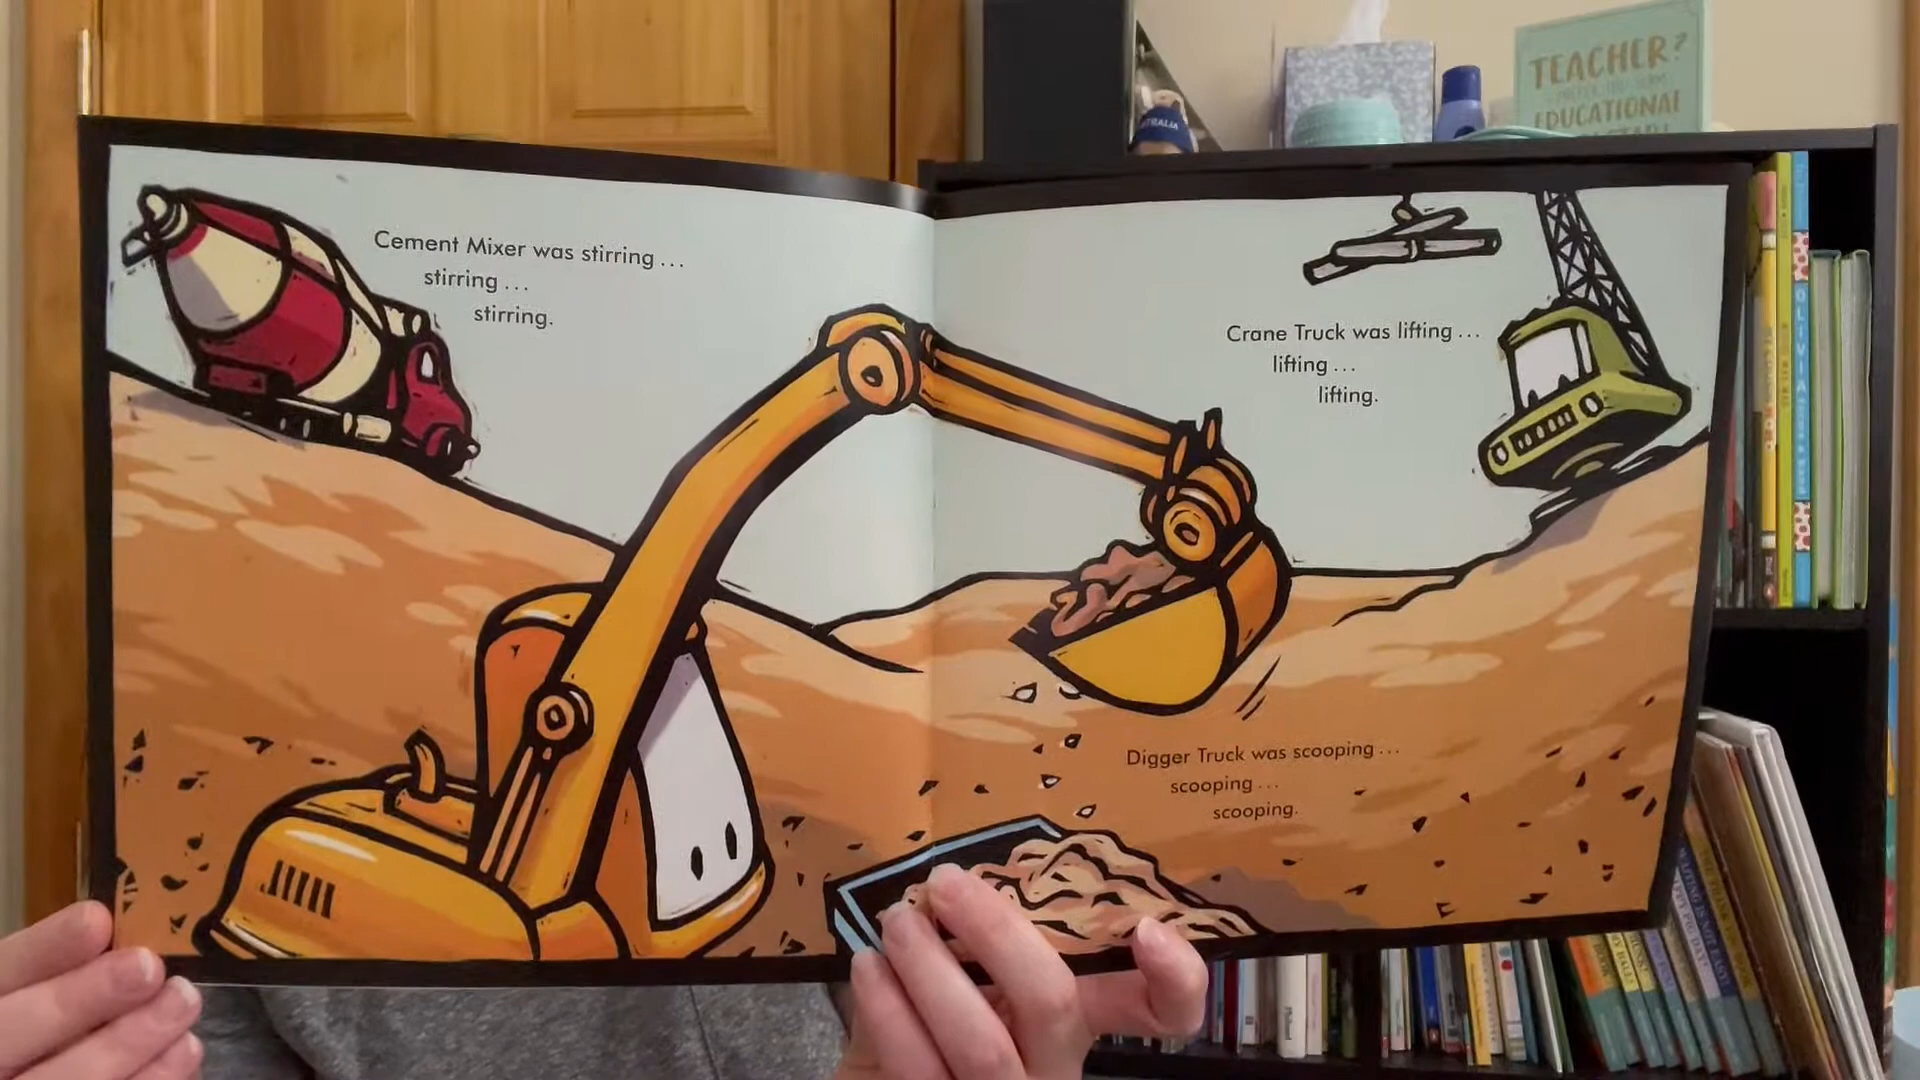 Cement Mixer was stirring...
stirring...
stirring.
Crane Truck was lifting...
lifting...
lifting.
Digger Truck was scooping...
scooping...
scooping.
TEACHER?
EDUCATIONAL
OLIVIA